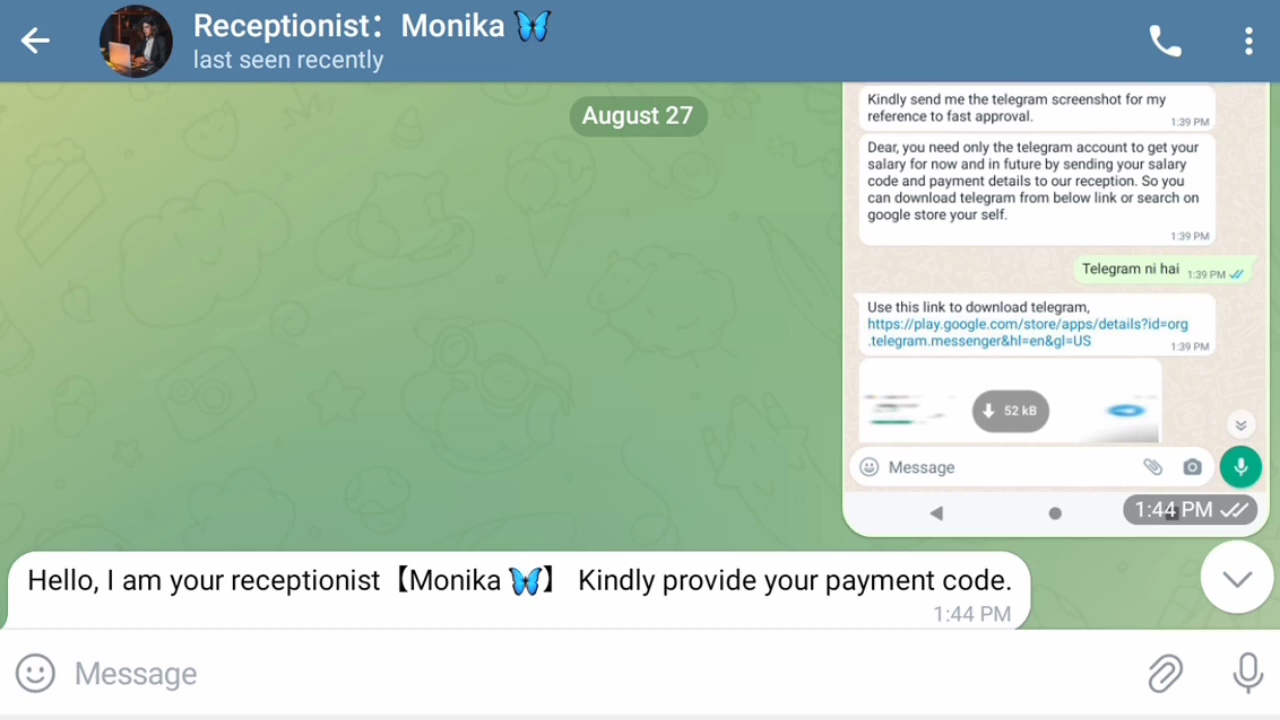 Receptionist： Monika 🦋
last seen recently
August 27
Kindly send me the telegram screenshot for my
reference to fast approval.
1:39 PM
Dear, you need only the telegram account to get your
salary for now and in future by sending your salary
code and payment details to our reception. So you
can download telegram from below link or search on
google store your self.
1:39 PM
Telegram ni hai 1:39 PM
Use this link to download telegram,
https://play.google.com/store/apps/details?id=org
.telegram.messenger&hl=en&gl=US
1:39 PM
52 kB
Message
1:44 PM
Hello, I am your receptionist【Monika 🦋】 Kindly provide your payment code.
1:44 PM
Message